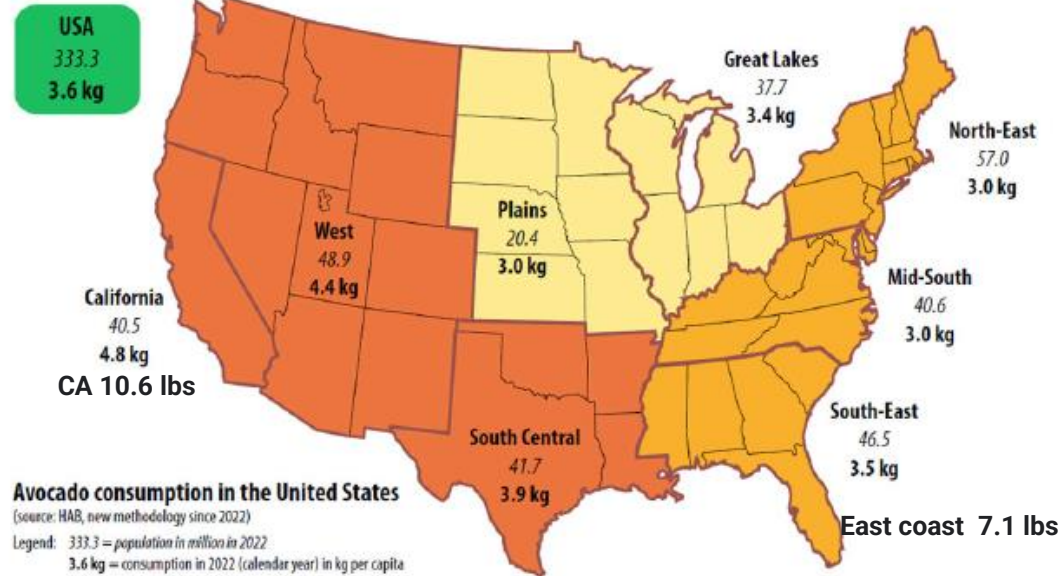 USA
333.3
3.6 kg
Great Lakes
37.7
3.4 kg
North-East
57.0
3.0 kg
Plains
20.4
3.0 kg
West
48.9
4.4 kg
Mid-South
40.6
3.0 kg
California
40.5
4.8 kg
CA 10.6 lbs
South-East
46.5
3.5 kg
South Central
41.7
3.9 kg
East coast 7.1 lbs
Avocado consumption in the United States
(source: HAB, new methodology since 2022)
Legend: 333.3 = population in million in 2022
3.6 kg = consumption in 2022 (calendar year) in kg per capita